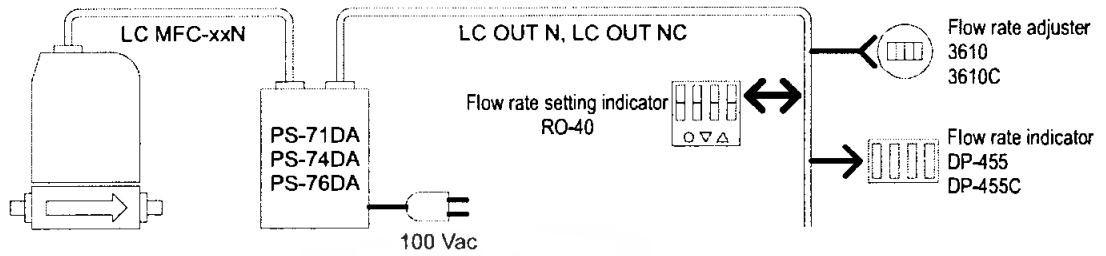 LC MFC-xxN
LC OUT N, LC OUT NC
Flow rate adjuster
3610
3610C
Flow rate setting indicator
RO-40
PS-71DA
PS-74DA
PS-76DA
Flow rate indicator
DP-455
DP-455C
100 Vac